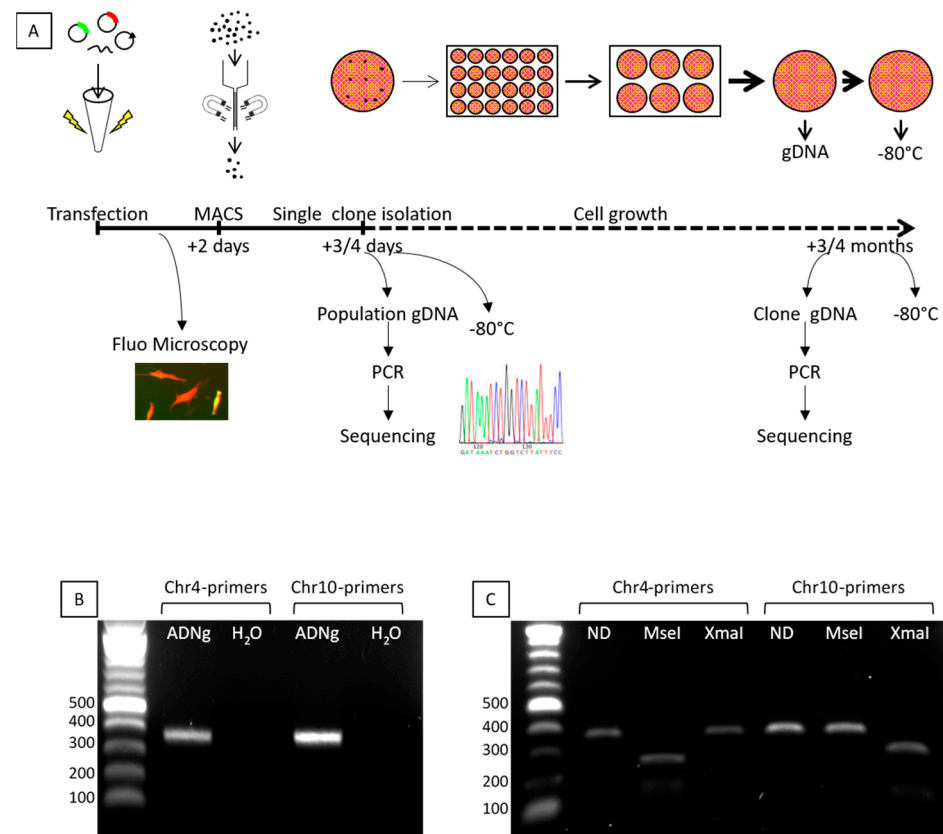 A
gDNA
-80°C
Transfection
MACS
Single clone isolation
Cell growth
+2 days
+3/4 days
+3/4 months
Fluo Microscopy
Population gDNA
-80°C
PCR
Sequencing
120 130
GATAAATCTGGTCTTATTTCC
Clone gDNA
-80°C
PCR
Sequencing
B
Chr4-primers
Chr10-primers
ADNg
H2O
ADNg
H2O
500
400
300
200
100
C
Chr4-primers
Chr10-primers
ND
MseI
XmaI
ND
MseI
XmaI
500
400
300
200
100